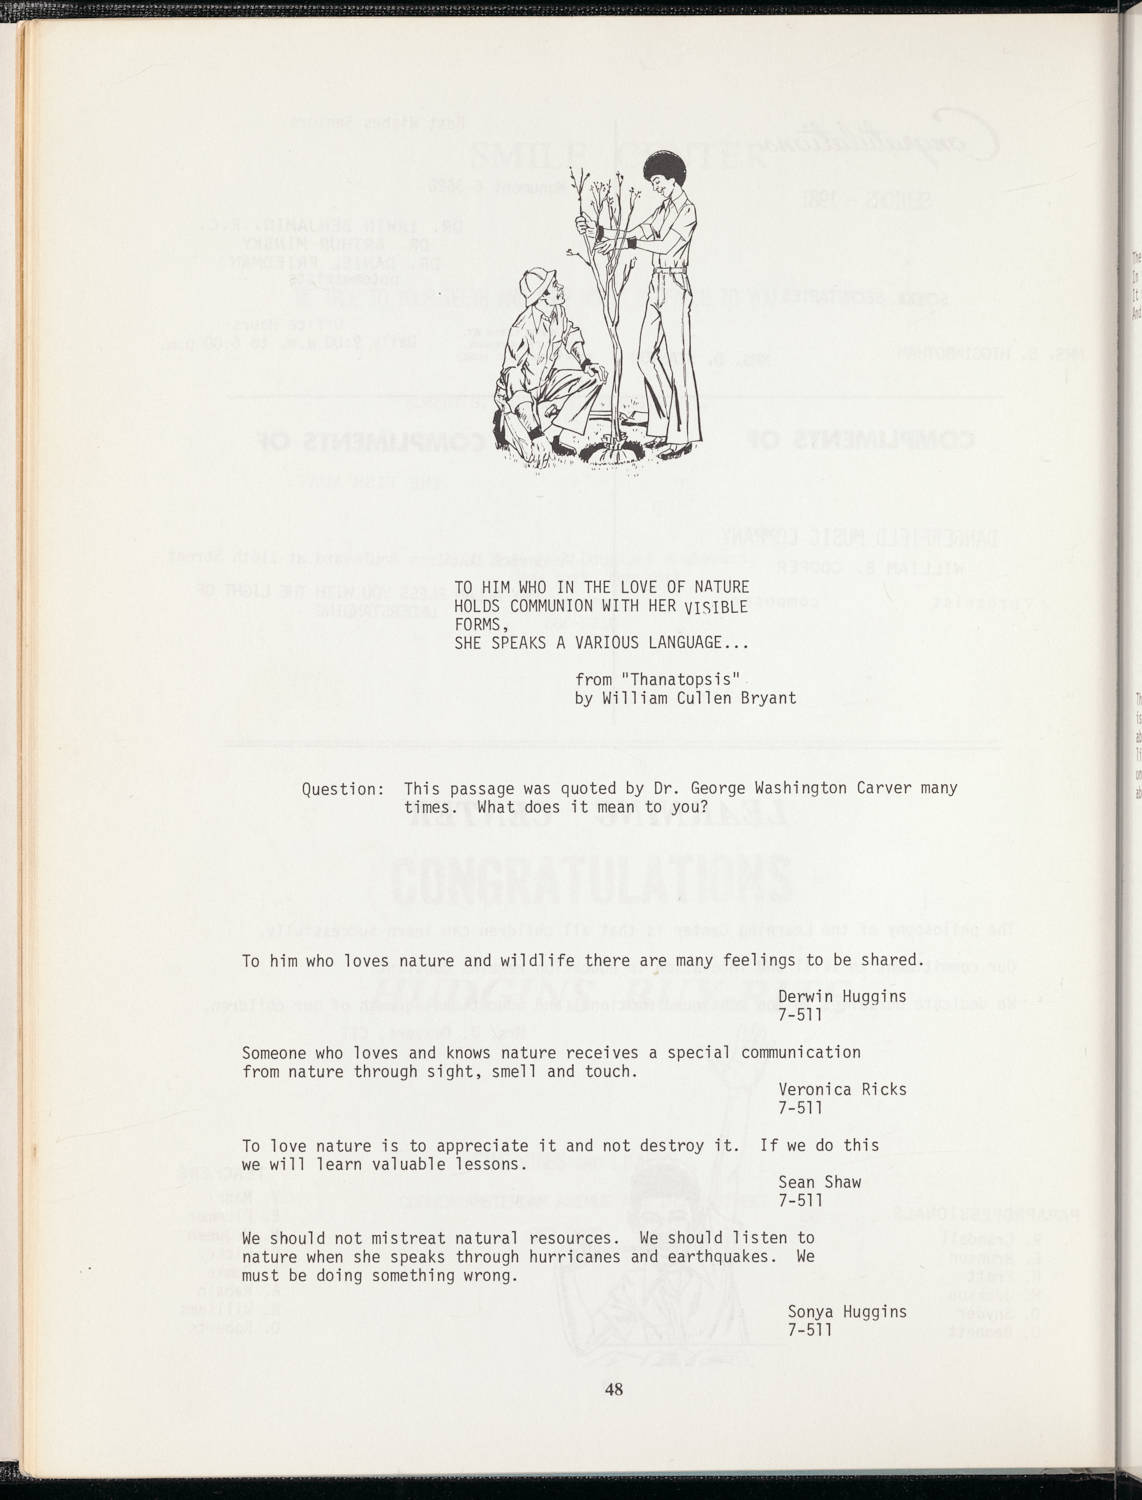 TO HIM WHO IN THE LOVE OF NATURE
HOLDS COMMUNION WITH HER VISIBLE
FORMS,
SHE SPEAKS A VARIOUS LANGUAGE...
from "Thanatopsis"
by William Cullen Bryant
Question: This passage was quoted by Dr. George Washington Carver many
times. What does it mean to you?
To him who loves nature and wildlife there are many feelings to be shared.
Derwin Huggins
7-511
Someone who loves and knows nature receives a special communication
from nature through sight, smell and touch.
Veronica Ricks
7-511
To love nature is to appreciate it and not destroy it. If we do this
we will learn valuable lessons.
Sean Shaw
7-511
We should not mistreat natural resources. We should listen to
nature when she speaks through hurricanes and earthquakes. We
must be doing something wrong.
Sonya Huggins
7-511
48